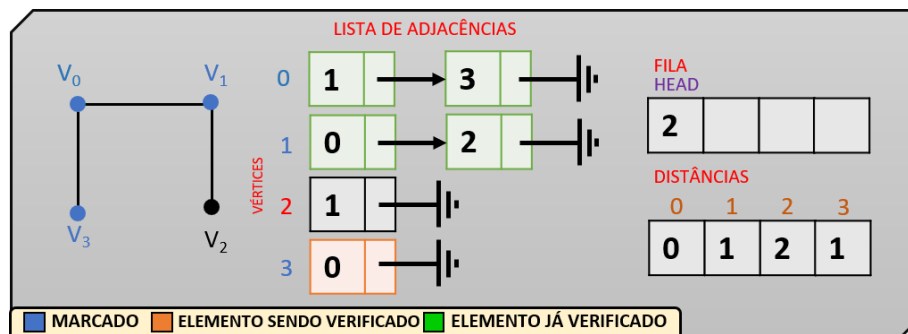 LISTA DE ADJACÊNCIAS
V0 V1
V3 V2
VÉRTICES
0 1 3
1 0 2
2 1
3 0
FILA
HEAD
2
DISTÂNCIAS
0 1 2 3
0 1 2 1
MARCADO ELEMENTO SENDO VERIFICADO ELEMENTO JÁ VERIFICADO